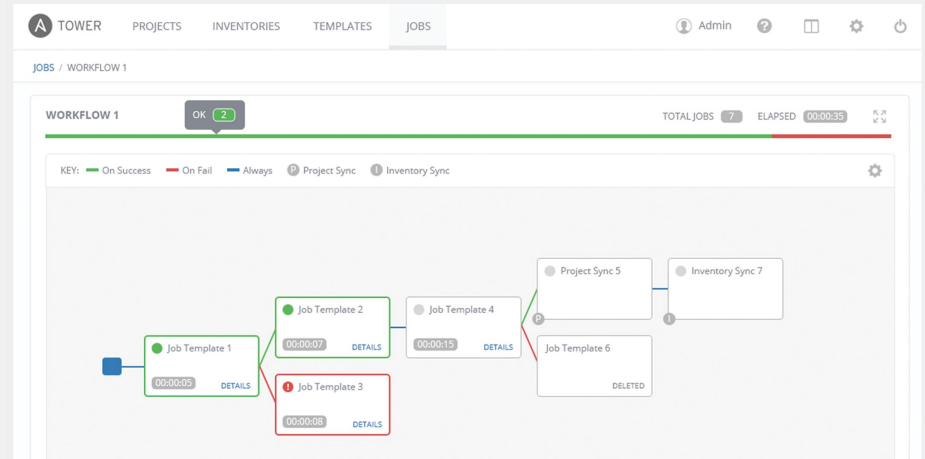 A TOWER PROJECTS INVENTORIES TEMPLATES JOBS Admin ?
JOBS / WORKFLOW 1
WORKFLOW 1 OK 2 TOTAL JOBS 7 ELAPSED 00:00:35
KEY: On Success On Fail Always P Project Sync I Inventory Sync
Project Sync 5 Inventory Sync 7
Job Template 2 Job Template 4
P I
00:00:07 DETAILS 00:00:15 DETAILS
Job Template 1 Job Template 6
00:00:05 DETAILS DELETED
! Job Template 3
00:00:08 DETAILS